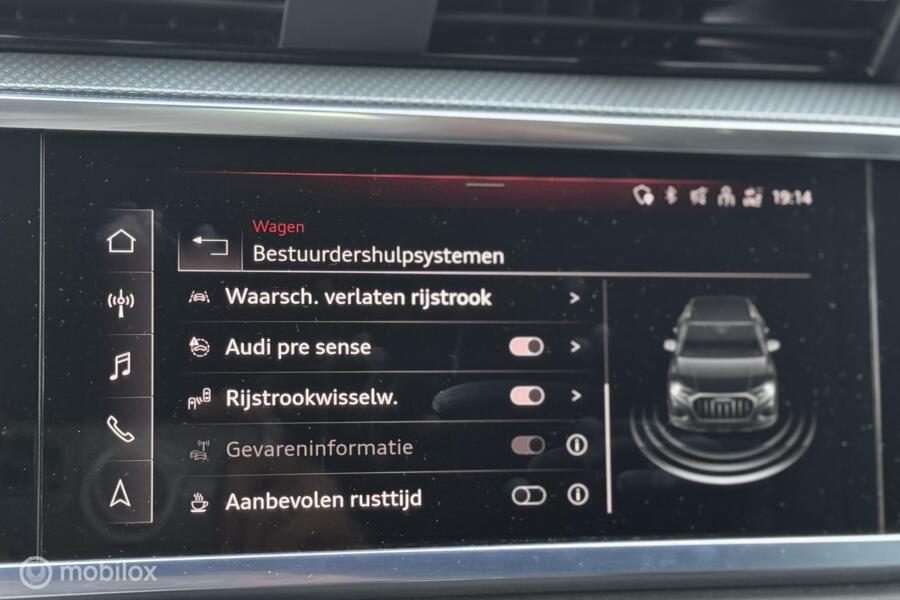 19:14
Wagen
Bestuurdershulpsystemen
Waarsch. verlaten rijstrook
Audi pre sense
Rijstrookwisselw.
Gevareninformatie
Aanbevolen rusttijd
mobilox